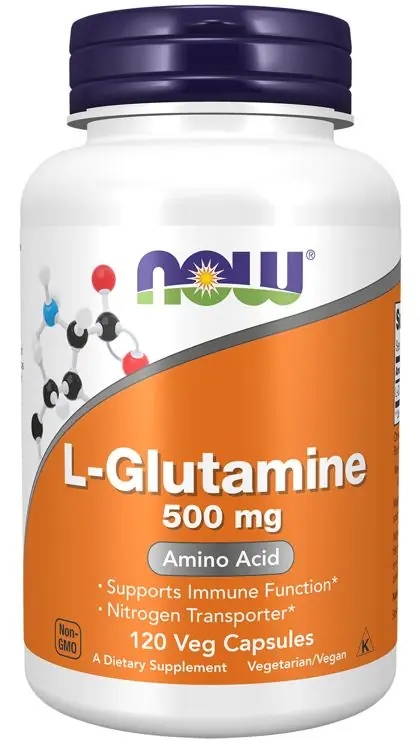 NOW®
L-Glutamine
500 mg
Amino Acid
• Supports Immune Function*
• Nitrogen Transporter*
120 Veg Capsules
Non-
GMO
A Dietary Supplement Vegetarian/Vegan
K